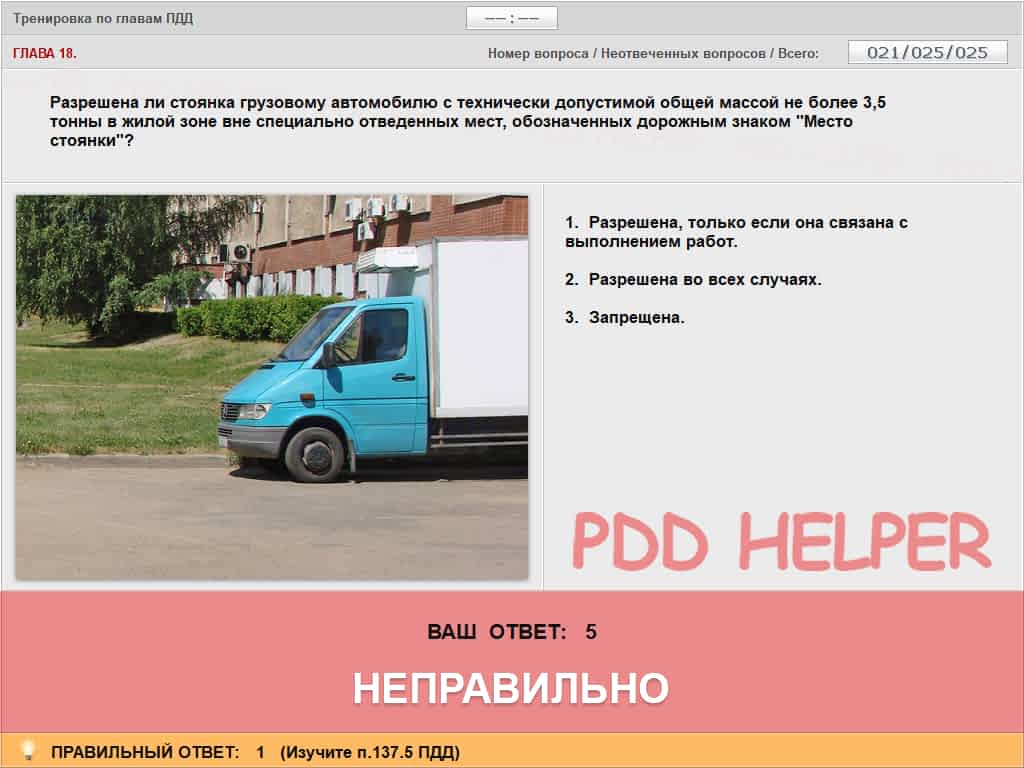 Тренировка по главам ПДД
–– : ––
ГЛАВА 18.
Номер вопроса / Неотвеченных вопросов / Всего:
021/025/025
Разрешена ли стоянка грузовому автомобилю с технически допустимой общей массой не более 3,5
тонны в жилой зоне вне специально отведенных мест, обозначенных дорожным знаком "Место
стоянки"?
1. Разрешена, только если она связана с
выполнением работ.
2. Разрешена во всех случаях.
3. Запрещена.
PDD HELPER
ВАШ ОТВЕТ: 5
НЕПРАВИЛЬНО
ПРАВИЛЬНЫЙ ОТВЕТ: 1 (Изучите п.137.5 ПДД)